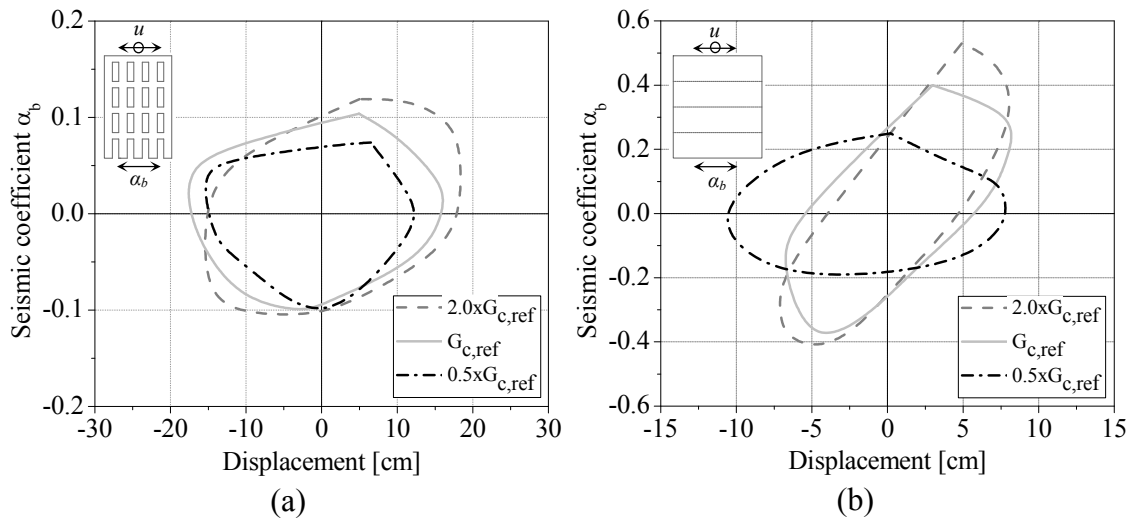 u
α_b
Seismic coefficient α_b
0.2
0.1
0.0
-0.1
-0.2
-30 -20 -10 0 10 20 30
Displacement [cm]
2.0xG_c,ref
G_c,ref
0.5xG_c,ref
(a)
u
α_b
Seismic coefficient α_b
0.6
0.4
0.2
0.0
-0.2
-0.4
-0.6
-15 -10 -5 0 5 10 15
Displacement [cm]
2.0xG_c,ref
G_c,ref
0.5xG_c,ref
(b)